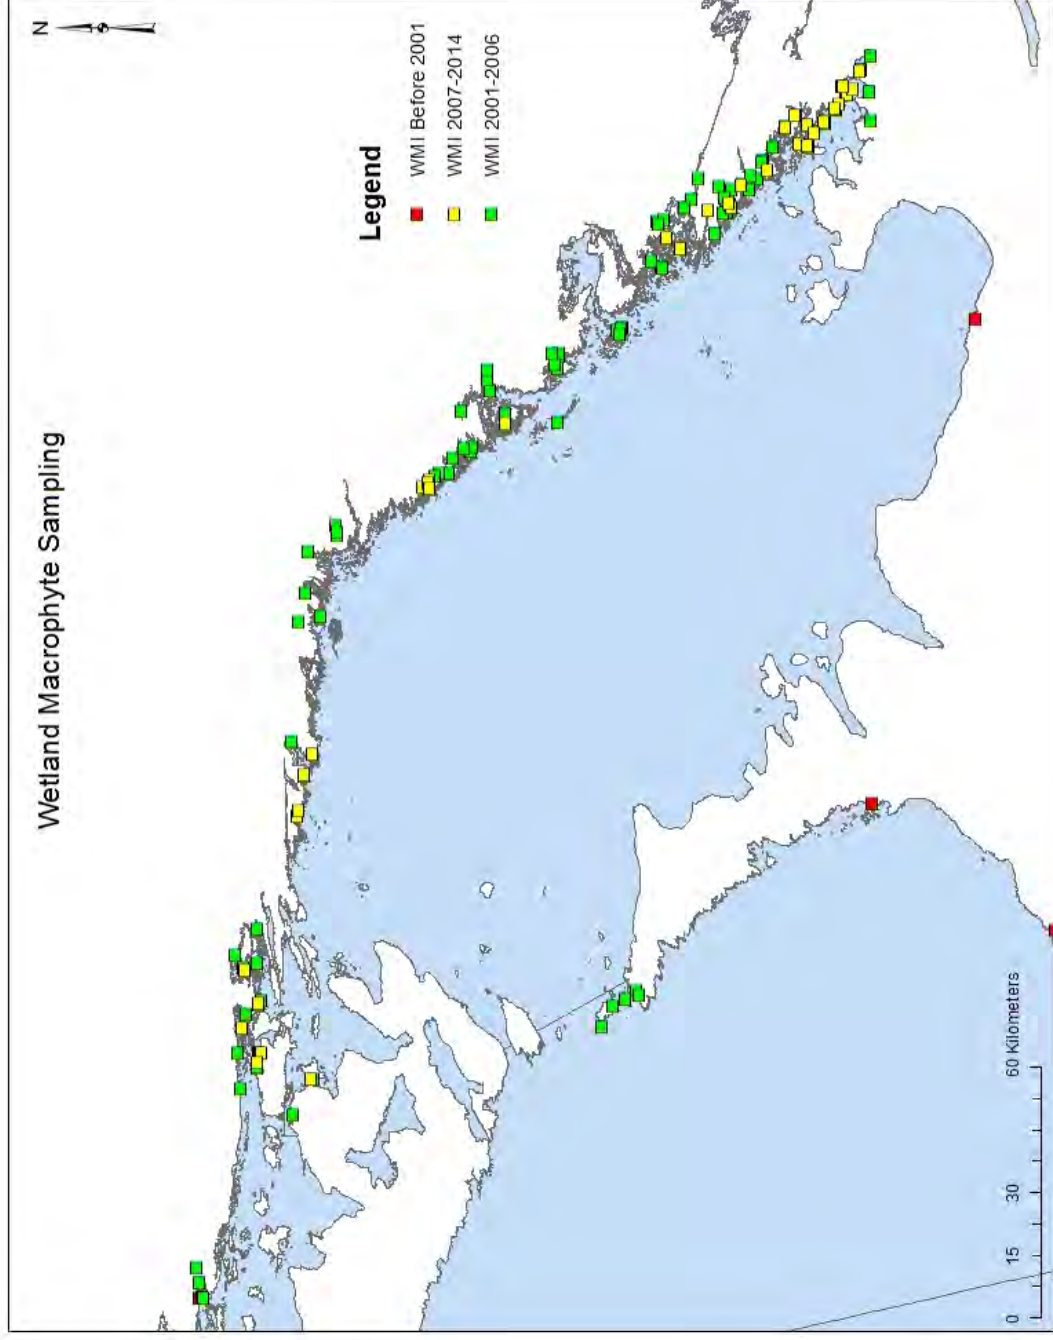 Wetland Macrophyte Sampling
N
Legend
WMI Before 2001
WMI 2007-2014
WMI 2001-2006
0 15 30 60 Kilometers